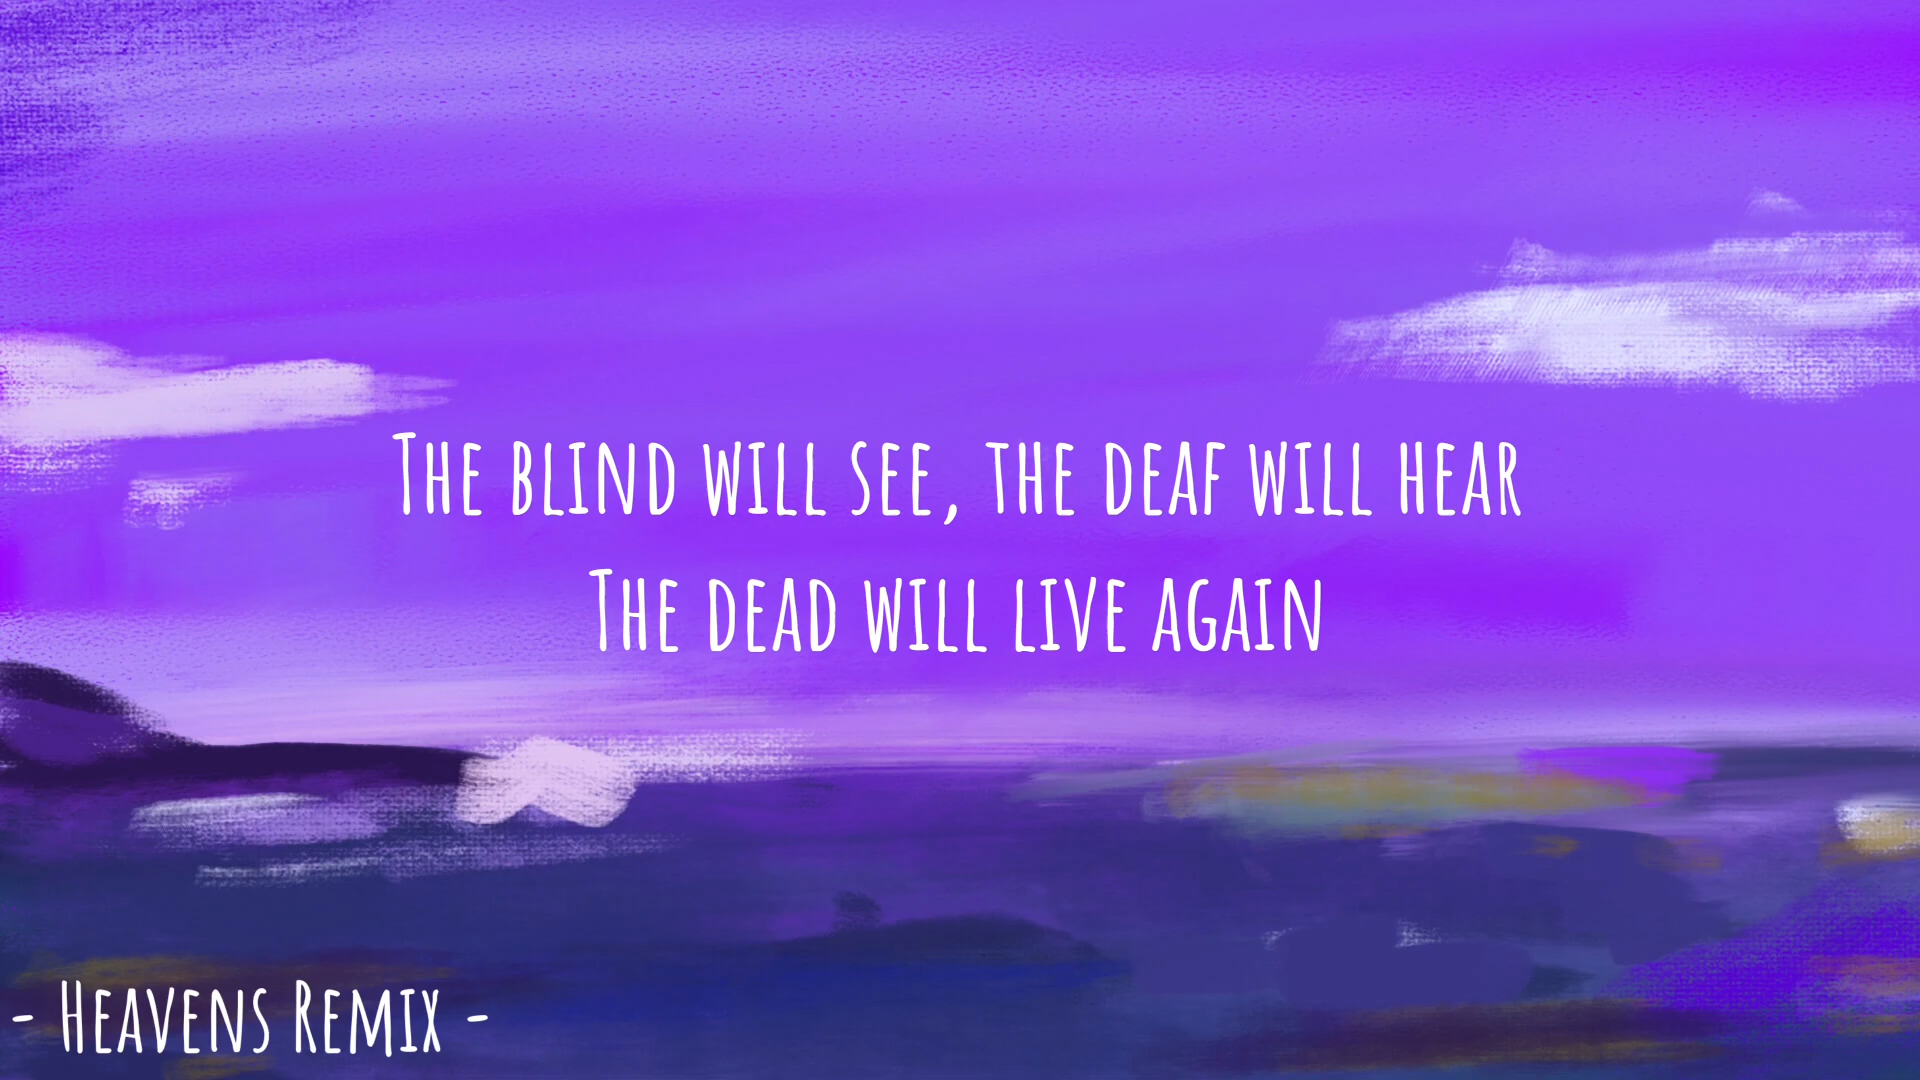 The blind will see, the deaf will hear
The dead will live again
- Heavens Remix -